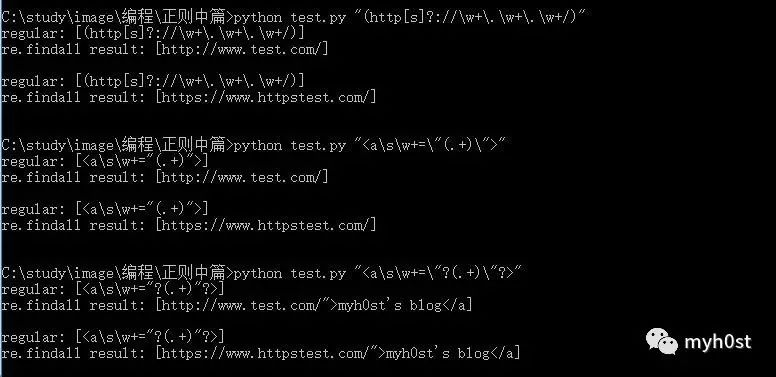 C:\study\image\编程\正则中篇>python test.py "(http[s]?://\w+\.\w+\.\w+/)"
regular: [(http[s]?://\w+\.\w+\.\w+/)]
re.findall result: [http://www.test.com/]
regular: [(http[s]?://\w+\.\w+\.\w+/)]
re.findall result: [https://www.httpstest.com/]
C:\study\image\编程\正则中篇>python test.py "<a\s\w+=\"(.+)\">"
regular: [<a\s\w+="(.+)">]
re.findall result: [http://www.test.com/]
regular: [<a\s\w+="(.+)">]
re.findall result: [https://www.httpstest.com/]
C:\study\image\编程\正则中篇>python test.py "<a\s\w+=\"?(.+)\"?>"
regular: [<a\s\w+="?(.+)"?>]
re.findall result: [http://www.test.com/">myh0st's blog</a]
regular: [<a\s\w+="?(.+)"?>]
re.findall result: [https://www.httpstest.com/">myh0st's blog</a]
myh0st